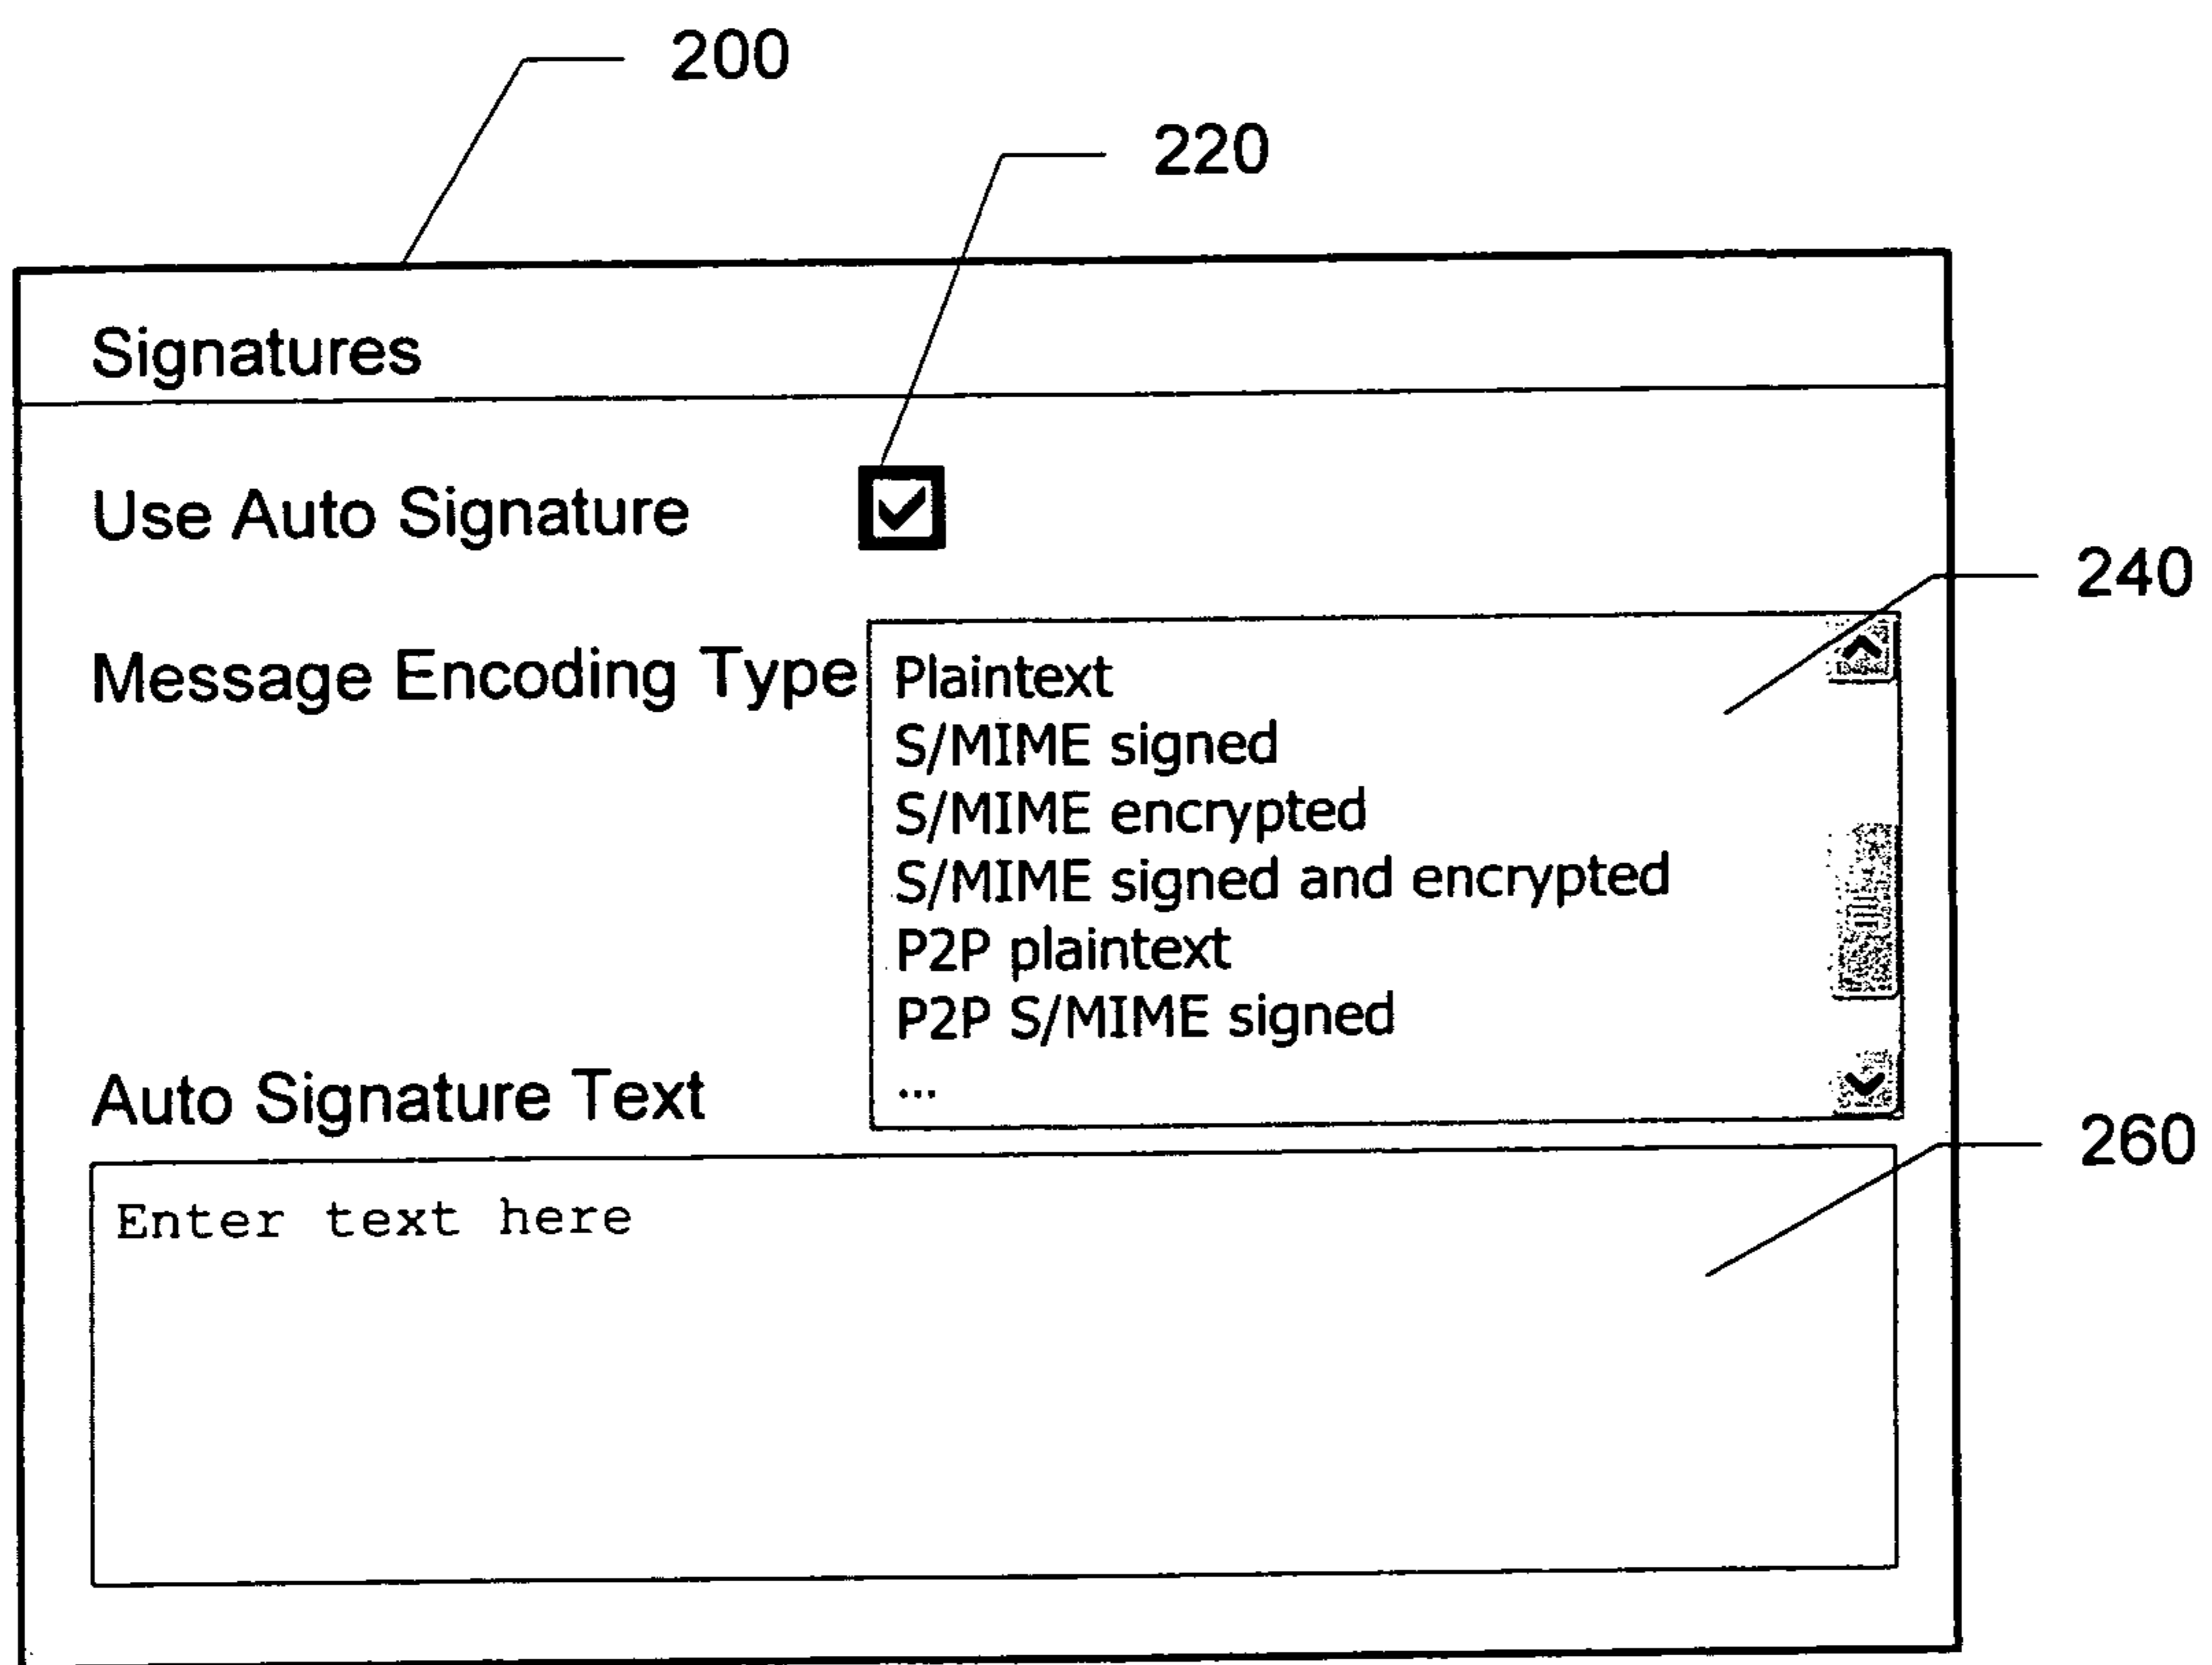 200
220
Signatures
Use Auto Signature
240
Message Encoding Type
Plaintext
S/MIME signed
S/MIME encrypted
S/MIME signed and encrypted
P2P plaintext
P2P S/MIME signed
...
Auto Signature Text
260
Enter text here